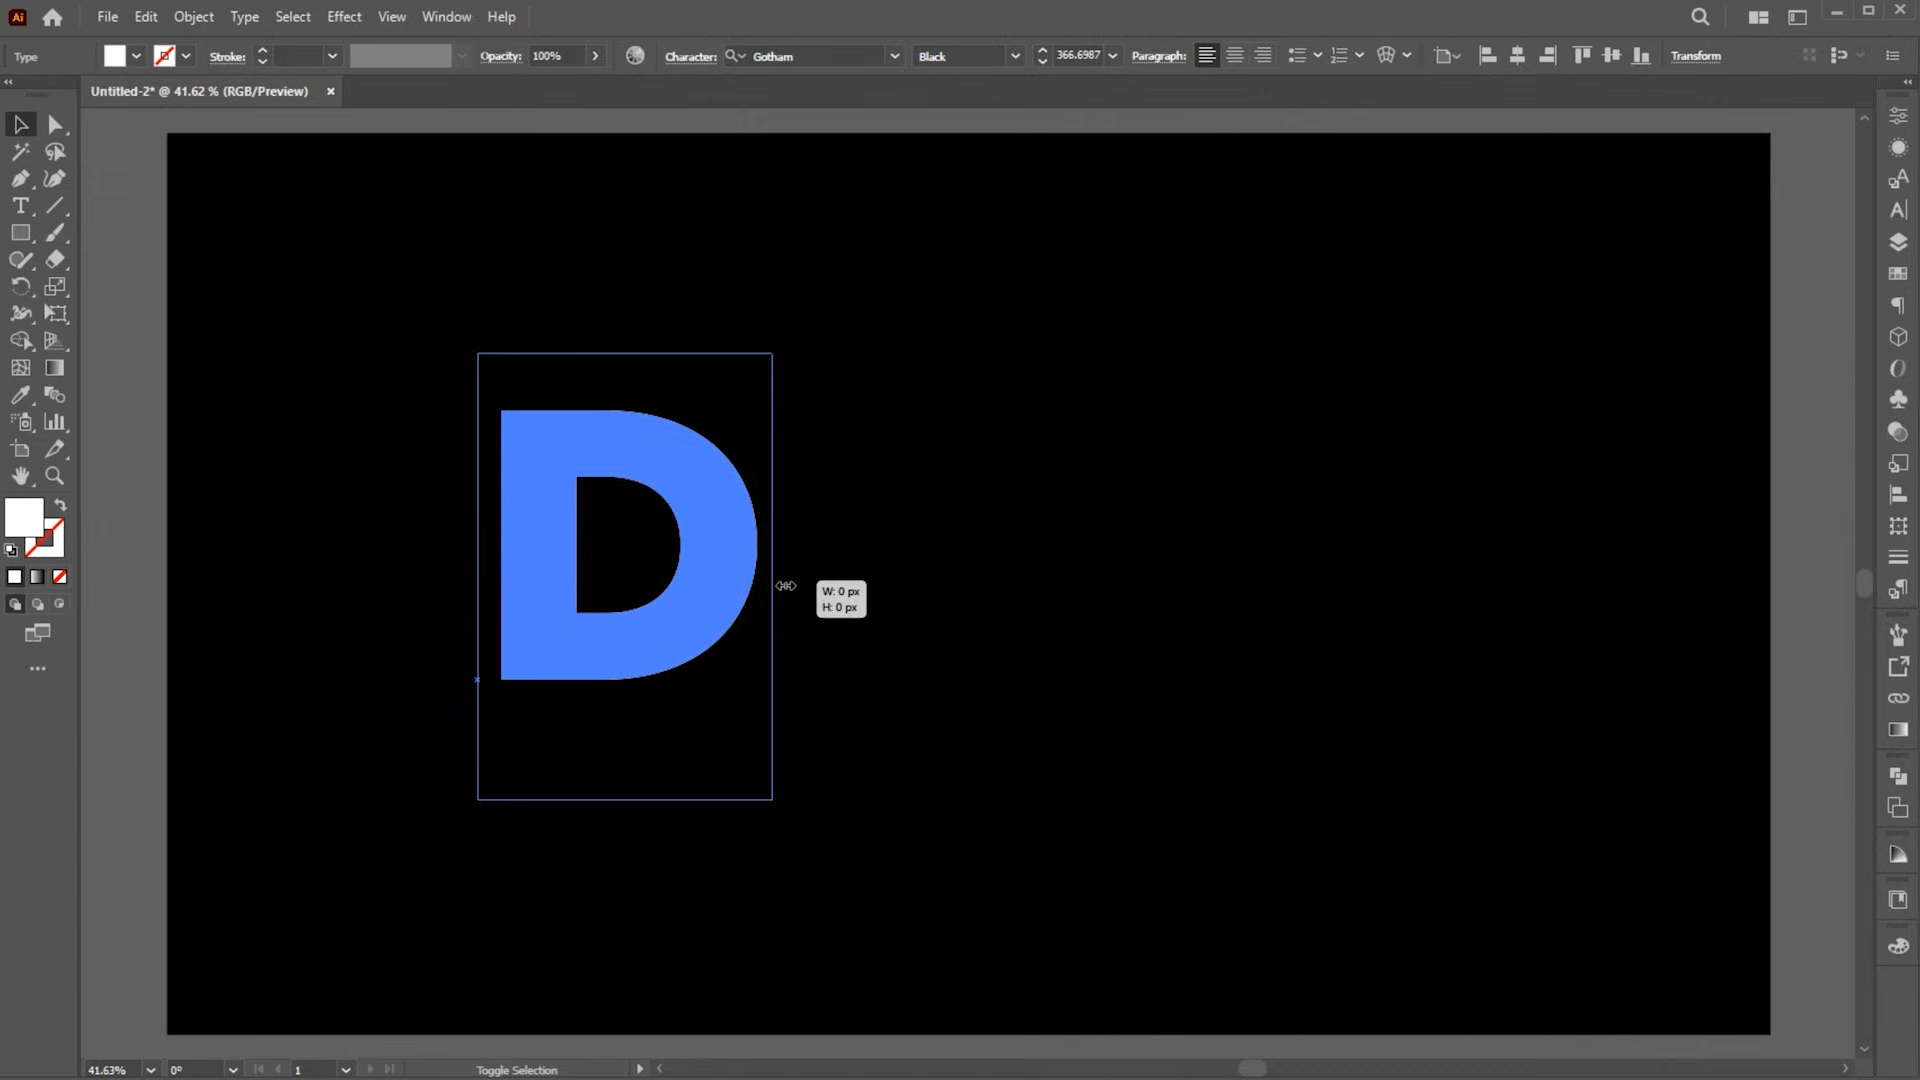 Ai File Edit Object Type Select Effect View Window Help
Type Stroke: Opacity: 100% Character: Gotham Black 366.6987 Paragraph: Transform
Untitled-2* @ 41.62 % (RGB/Preview) ×
D
W: 0 px
H: 0 px
41.63% 0° 1 Toggle Selection